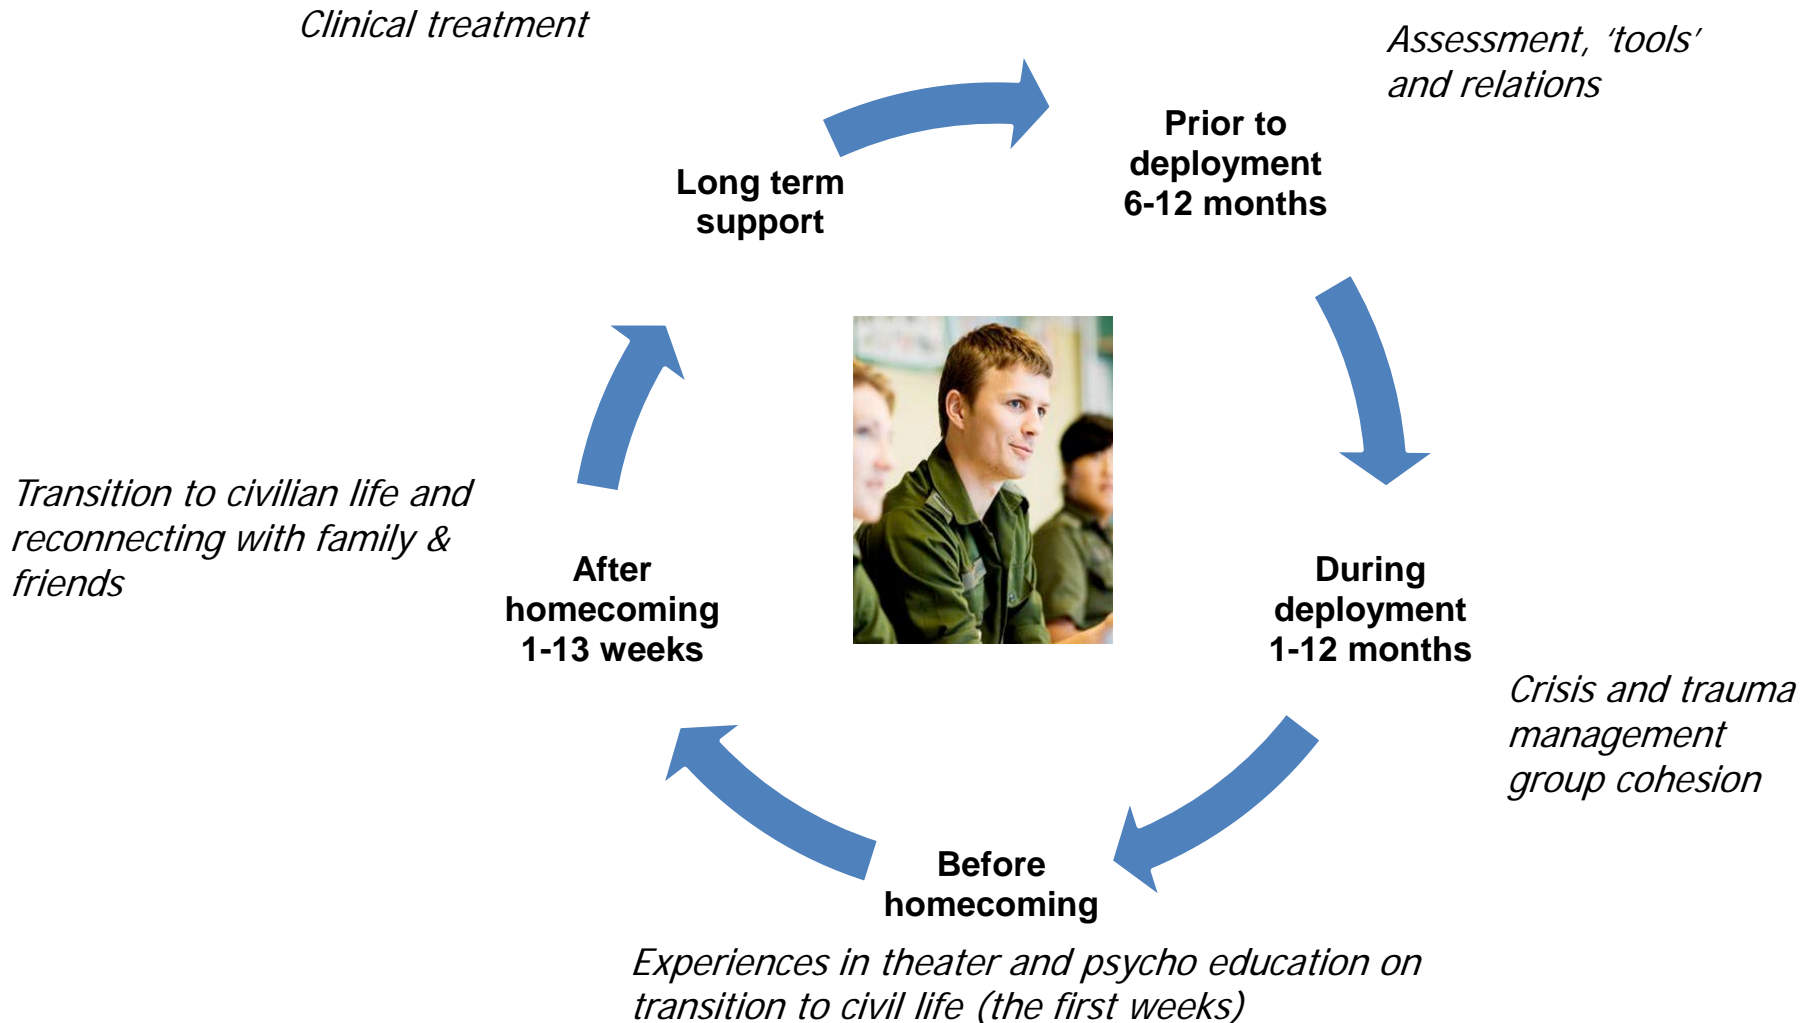 Clinical treatment
Assessment, ‘tools’
and relations
Prior to
deployment
6-12 months
Long term
support
Transition to civilian life and
reconnecting with family &
friends
After
homecoming
1-13 weeks
During
deployment
1-12 months
Crisis and trauma
management
group cohesion
Before
homecoming
Experiences in theater and psycho education on
transition to civil life (the first weeks)